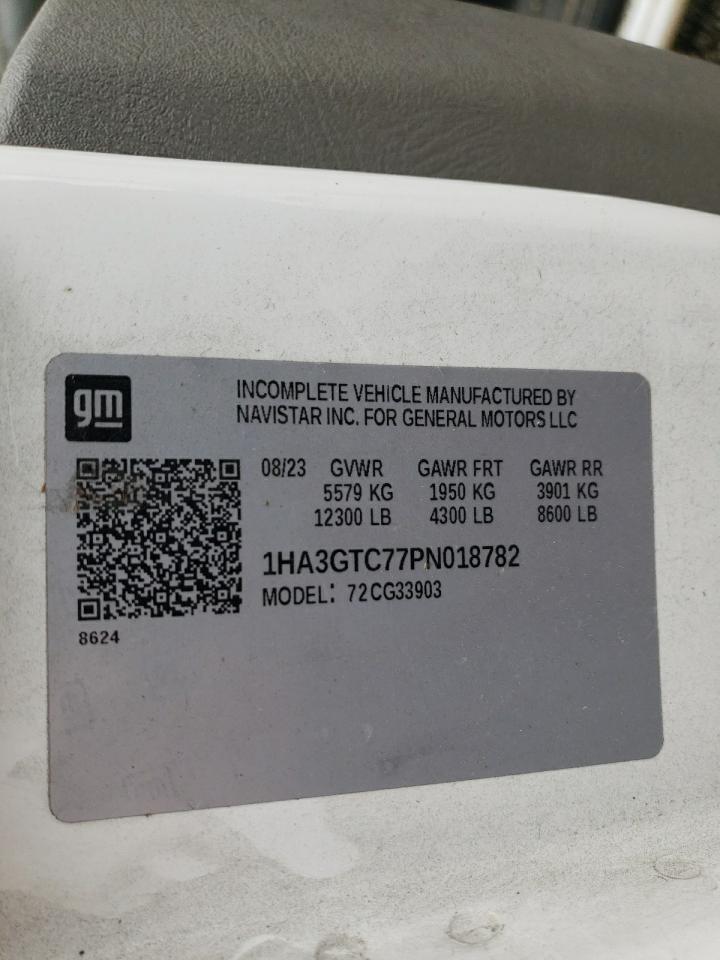 gm
INCOMPLETE VEHICLE MANUFACTURED BY
NAVISTAR INC. FOR GENERAL MOTORS LLC
08/23 GVWR GAWR FRT GAWR RR
5579 KG 1950 KG 3901 KG
12300 LB 4300 LB 8600 LB
1HA3GTC77PN018782
MODEL: 72CG33903
8624